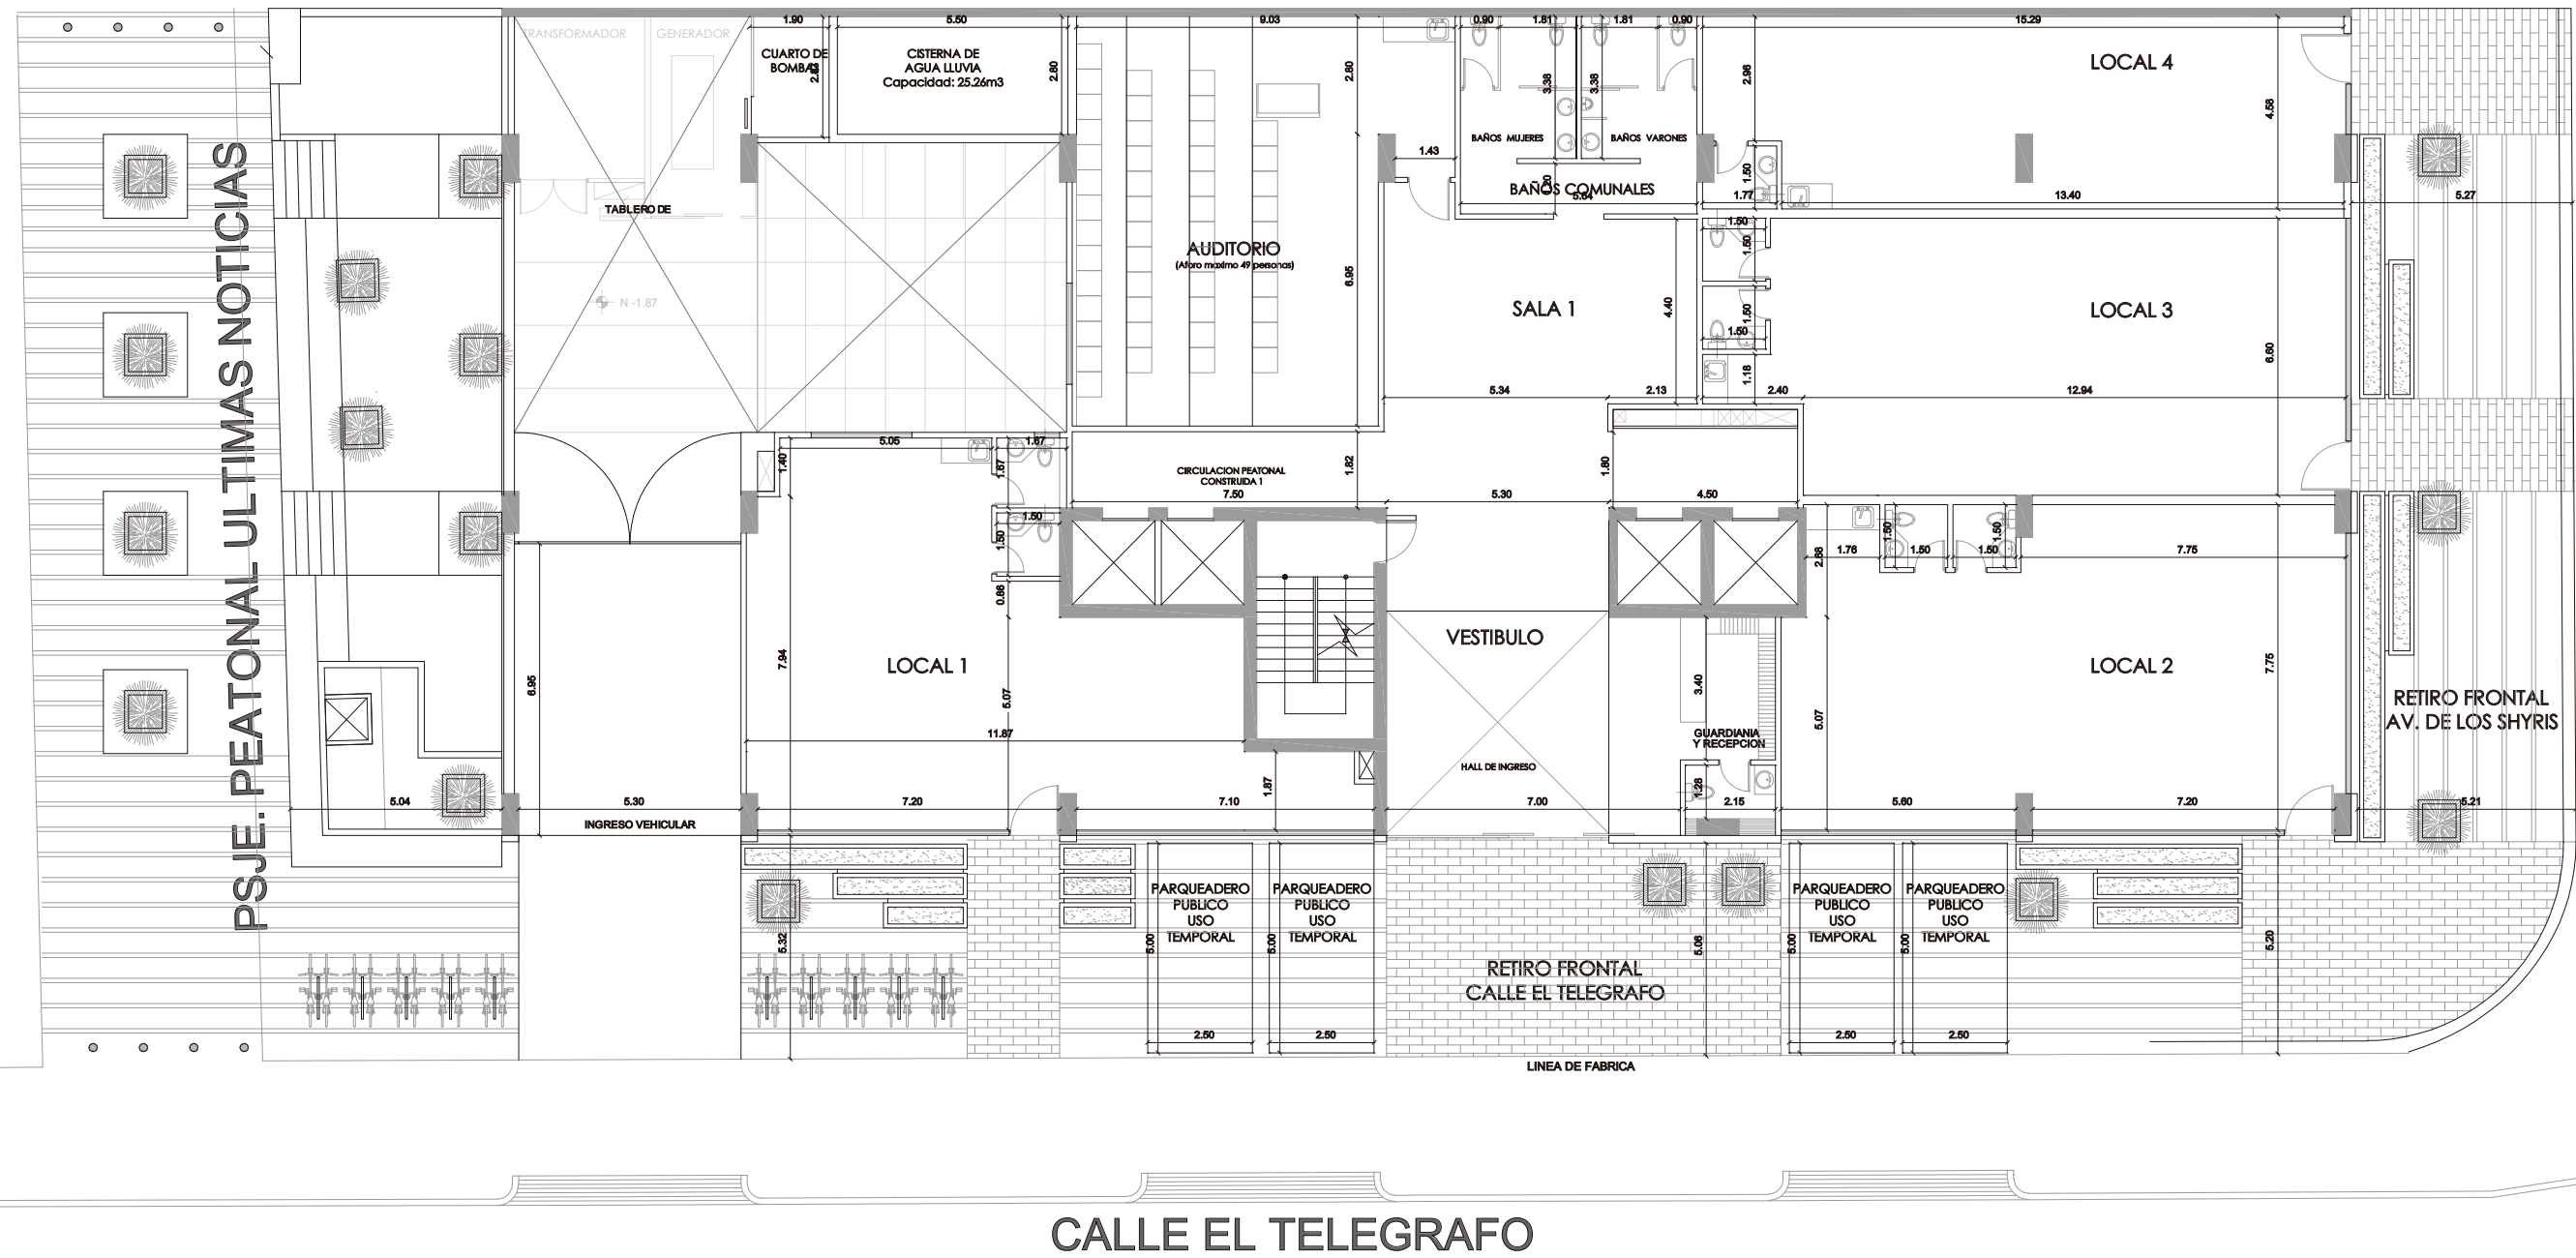 1.90
5.50
9.03
0.90
1.81
1.81
0.90
15.29
TRANSFORMADOR
GENERADOR
CUARTO DE
BOMBAS
CISTERNA DE
AGUA LLUVIA
Capacidad: 25.26m3
2.80
2.80
3.38
3.38
2.96
LOCAL 4
4.58
BAÑOS MUJERES
BAÑOS VARONES
1.43
1.50
BAÑOS COMUNALES
5.64
1.77
13.40
5.27
TABLERO DE
AUDITORIO
(Aforo maximo 49 personas)
6.95
N -1.87
SALA 1
4.40
1.50
1.50
1.50
1.50
1.18
LOCAL 3
6.60
5.34
2.13
2.40
12.94
PSJE. PEATONAL ULTIMAS NOTICIAS
5.05
1.67
1.40
1.67
CIRCULACION PEATONAL
CONSTRUIDA 1
1.82
1.80
7.50
5.30
4.50
1.50
1.50
0.86
1.50
1.50
1.76
1.50
1.50
7.75
2.68
VESTIBULO
LOCAL 1
7.94
6.95
5.07
11.87
3.40
5.07
LOCAL 2
7.75
RETIRO FRONTAL
AV. DE LOS SHYRIS
GUARDIANIA
Y RECEPCION
HALL DE INGRESO
1.87
1.28
5.04
5.30
7.20
7.10
7.00
2.15
5.60
7.20
5.21
INGRESO VEHICULAR
PARQUEADERO
PUBLICO
USO
TEMPORAL
PARQUEADERO
PUBLICO
USO
TEMPORAL
PARQUEADERO
PUBLICO
USO
TEMPORAL
PARQUEADERO
PUBLICO
USO
TEMPORAL
5.32
5.00
5.00
5.06
5.00
5.00
5.20
RETIRO FRONTAL
CALLE EL TELEGRAFO
2.50
2.50
2.50
2.50
LINEA DE FABRICA
CALLE EL TELEGRAFO